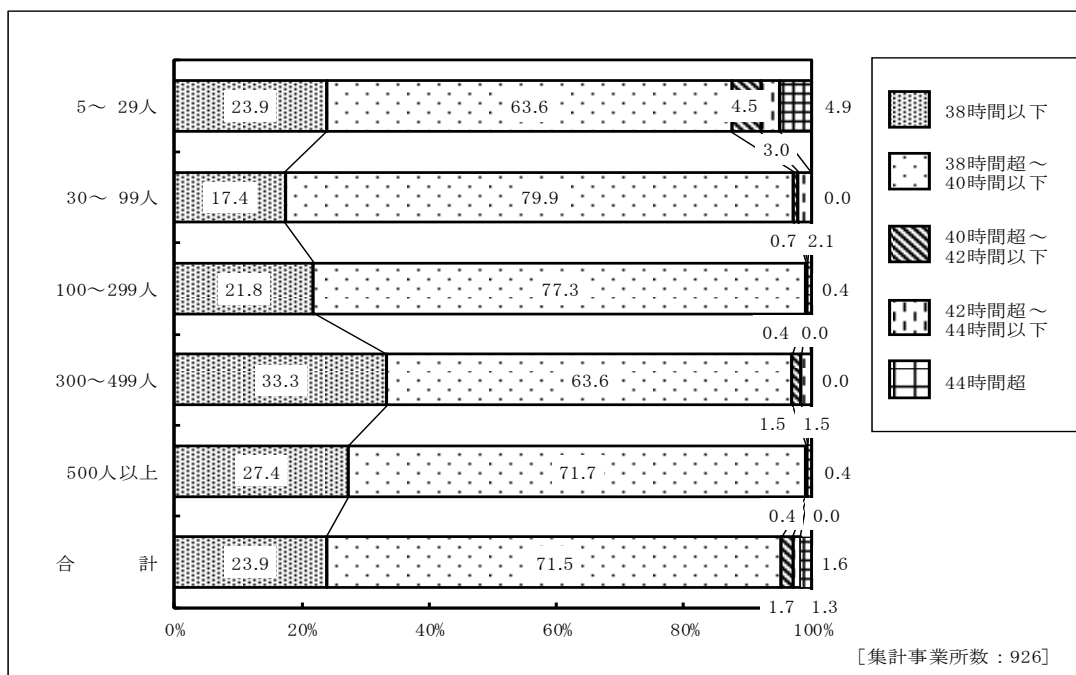 5～ 29人 23.9 63.6 4.5 4.9
3.0
30～ 99人 17.4 79.9 0.0
0.7 2.1
100～299人 21.8 77.3 0.4
0.4 0.0
300～499人 33.3 63.6 0.0
1.5 1.5
500人以上 27.4 71.7 0.4
0.4 0.0
合　　計 23.9 71.5 1.6
1.7 1.3
0% 20% 40% 60% 80% 100%
38時間以下
38時間超～
40時間以下
40時間超～
42時間以下
42時間超～
44時間以下
44時間超
［集計事業所数：926］